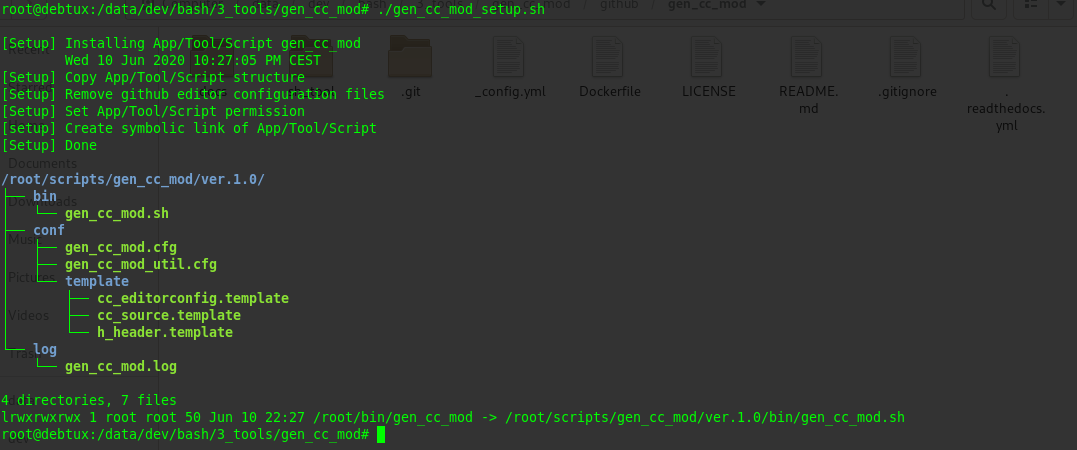 root@debtux:/data/dev/bash/3_tools/gen_cc_mod# ./gen_cc_mod_setup.sh
github
gen_cc_mod
[Setup] Installing App/Tool/Script gen_cc_mod
Wed 10 Jun 2020 10:27:05 PM CEST
[Setup] Copy App/Tool/Script structure
[Setup] Remove github editor configuration files
[Setup] Set App/Tool/Script permission
[setup] Create symbolic link of App/Tool/Script
[Setup] Done
.git
_config.yml
Dockerfile
LICENSE
README.
md
.gitignore
.
readthedocs.
yml
Documents
Downloads
Music
Pictures
Videos
Trash
/root/scripts/gen_cc_mod/ver.1.0/
├── bin
│   └── gen_cc_mod.sh
├── conf
│   ├── gen_cc_mod.cfg
│   ├── gen_cc_mod_util.cfg
│   └── template
│       ├── cc_editorconfig.template
│       ├── cc_source.template
│       └── h_header.template
└── log
    └── gen_cc_mod.log
4 directories, 7 files
lrwxrwxrwx 1 root root 50 Jun 10 22:27 /root/bin/gen_cc_mod -> /root/scripts/gen_cc_mod/ver.1.0/bin/gen_cc_mod.sh
root@debtux:/data/dev/bash/3_tools/gen_cc_mod#